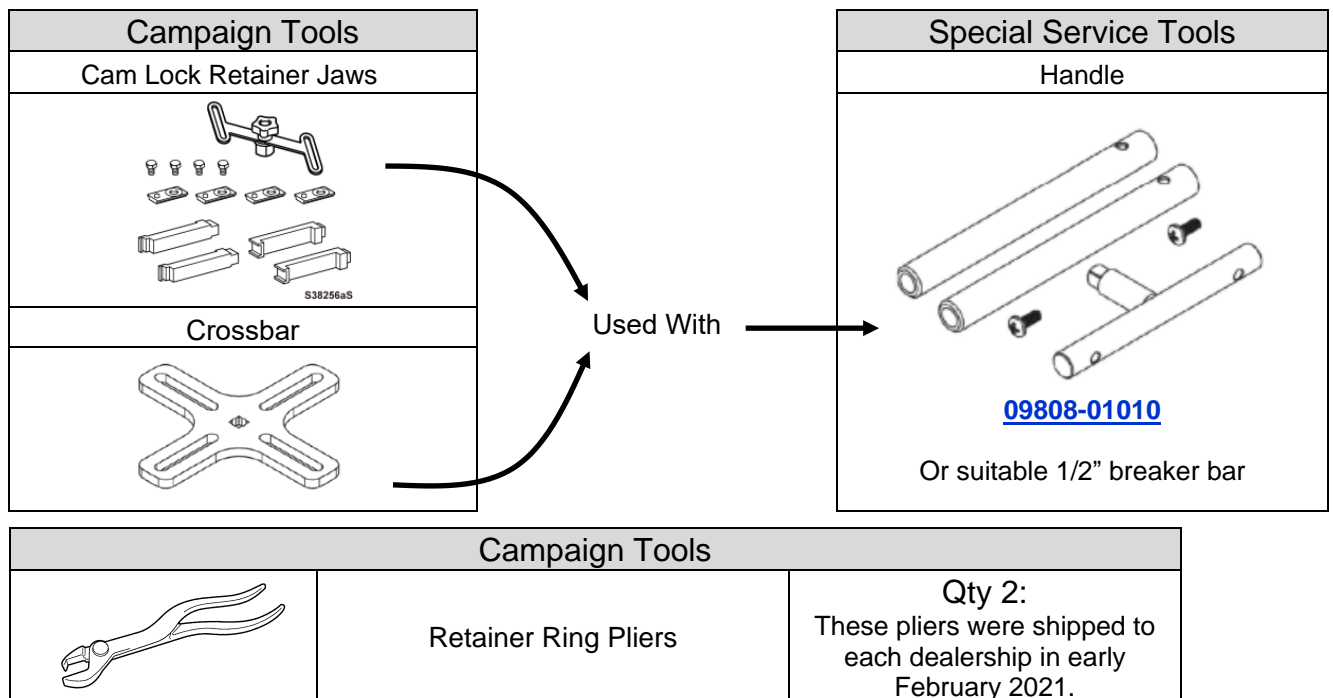 Campaign Tools
Cam Lock Retainer Jaws
S38256aS
Crossbar
Used With
Special Service Tools
Handle
09808-01010
Or suitable 1/2” breaker bar
Campaign Tools
Retainer Ring Pliers
Qty 2:
These pliers were shipped to
each dealership in early
February 2021.